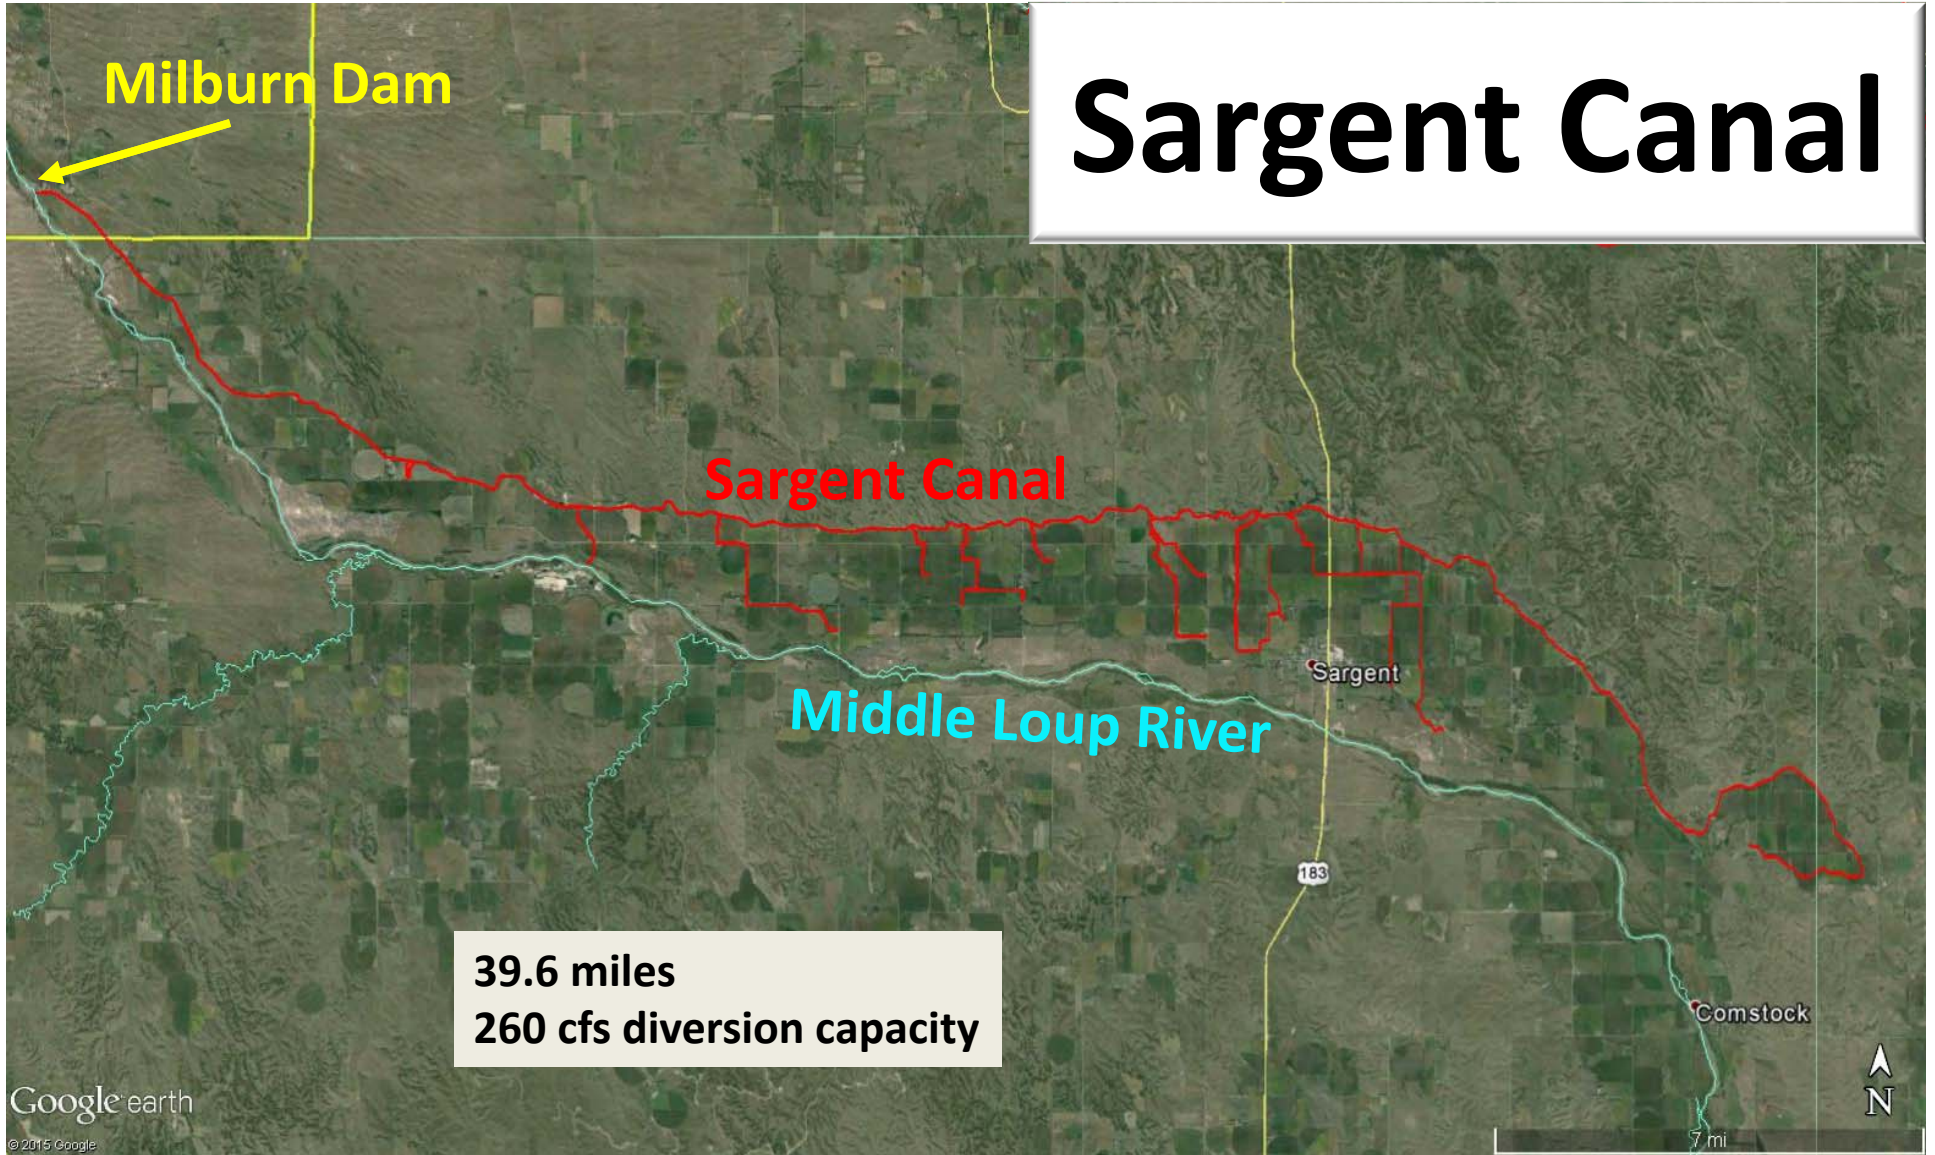 Sargent Canal
Milburn Dam
Sargent Canal
Sargent
Middle Loup River
183
39.6 miles
260 cfs diversion capacity
Comstock
N
Google earth
© 2015 Google
7 mi